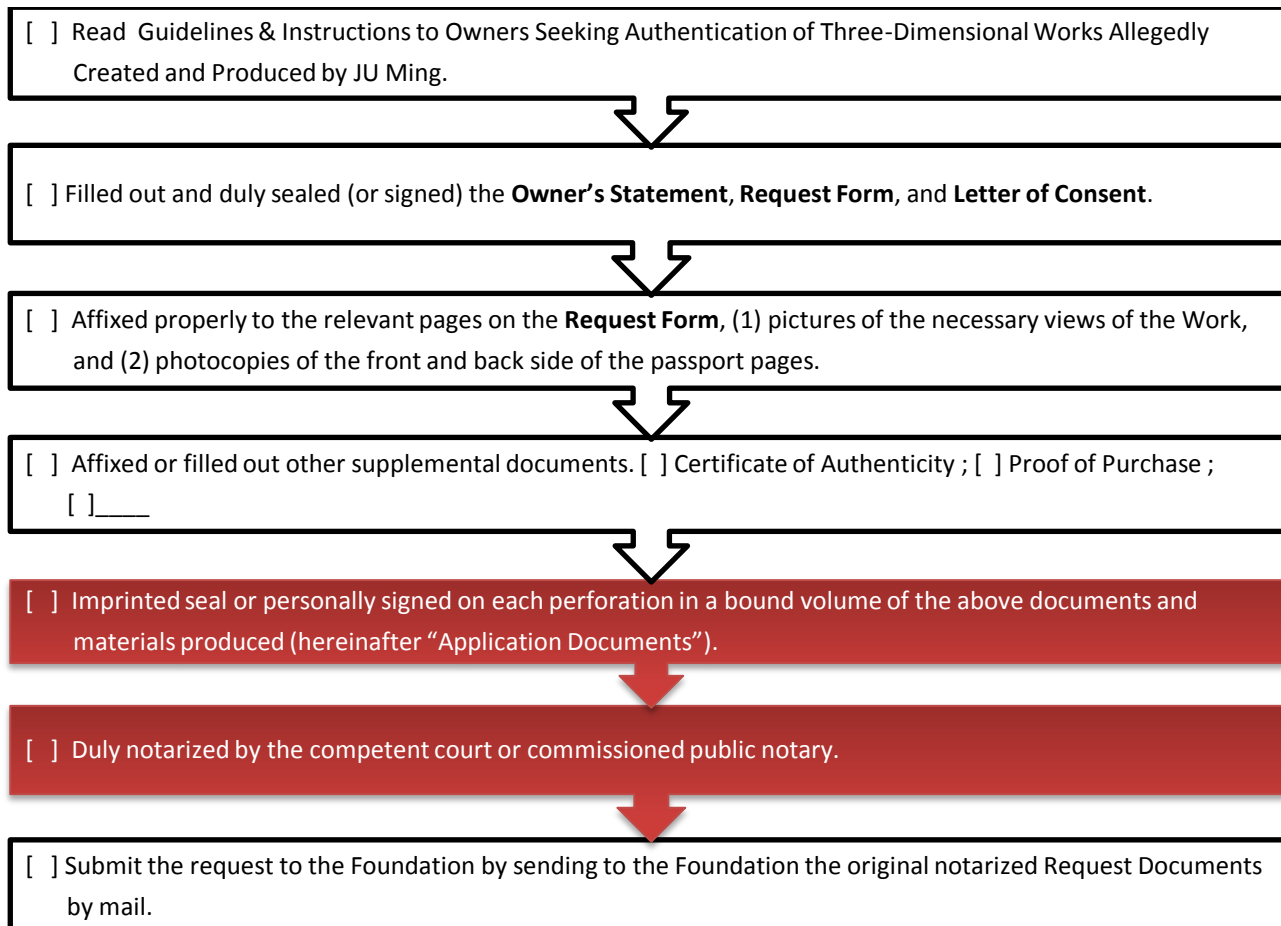 [ ] Read Guidelines & Instructions to Owners Seeking Authentication of Three-Dimensional Works Allegedly
Created and Produced by JU Ming.
[ ] Filled out and duly sealed (or signed) the Owner’s Statement, Request Form, and Letter of Consent.
[ ] Affixed properly to the relevant pages on the Request Form, (1) pictures of the necessary views of the Work,
and (2) photocopies of the front and back side of the passport pages.
[ ] Affixed or filled out other supplemental documents. [ ] Certificate of Authenticity ; [ ] Proof of Purchase ;
[ ]____
[ ] Imprinted seal or personally signed on each perforation in a bound volume of the above documents and
materials produced (hereinafter “Application Documents”).
[ ] Duly notarized by the competent court or commissioned public notary.
[ ] Submit the request to the Foundation by sending to the Foundation the original notarized Request Documents
by mail.